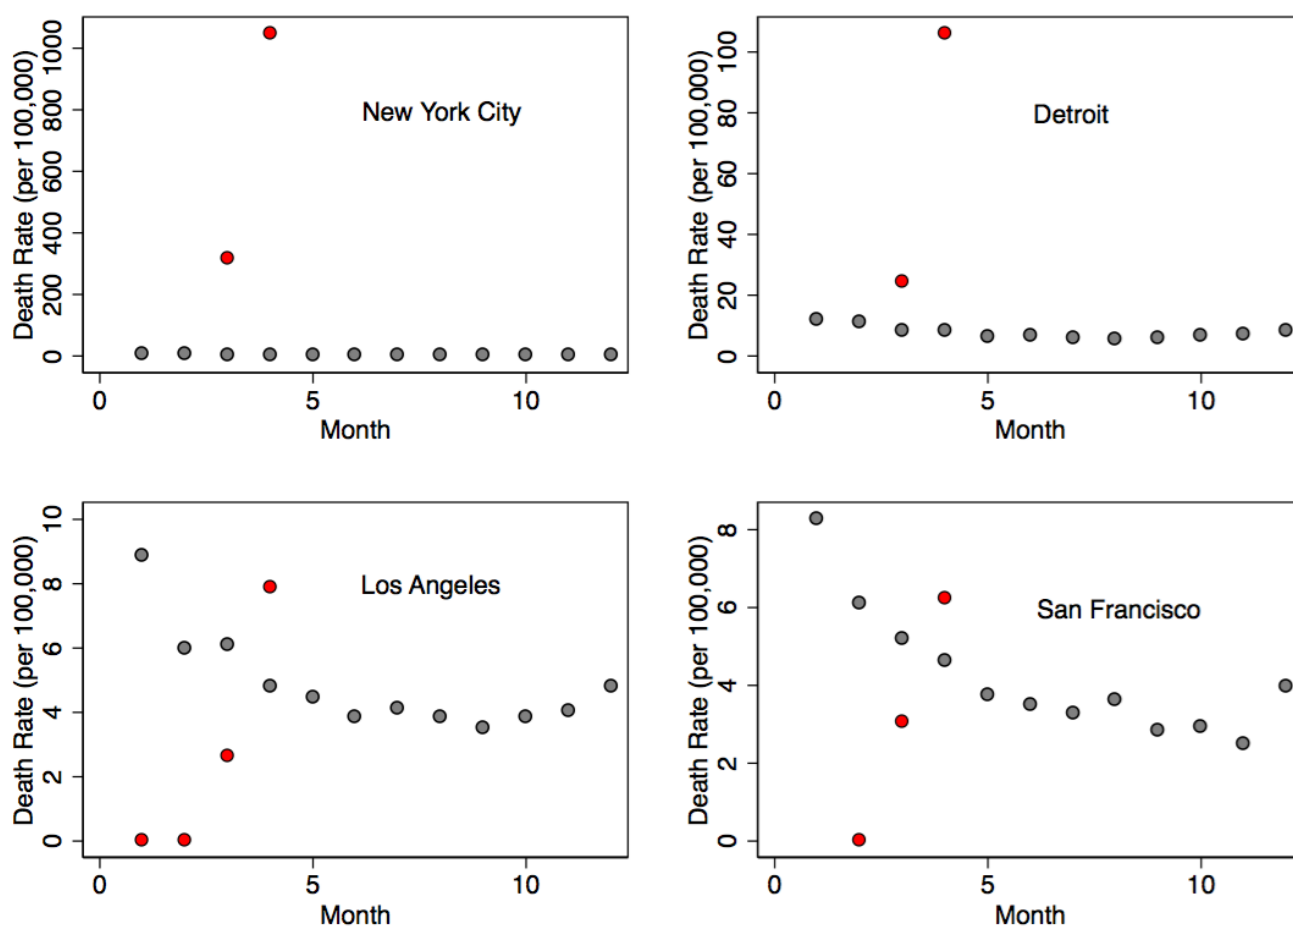 New York City
Death Rate (per 100,000)
0 200 400 600 800 1000
0 5 10
Month
Detroit
Death Rate (per 100,000)
0 20 40 60 80 100
0 5 10
Month
Los Angeles
Death Rate (per 100,000)
0 2 4 6 8 10
0 5 10
Month
San Francisco
Death Rate (per 100,000)
0 2 4 6 8
0 5 10
Month